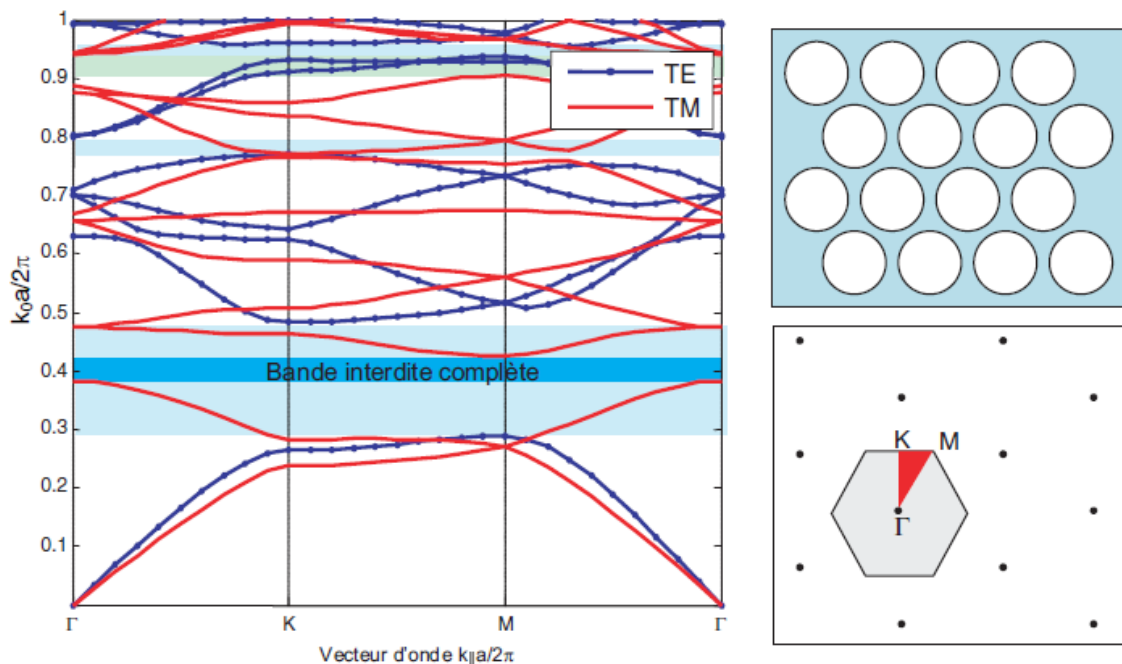 1
0.9
0.8
0.7
0.6
0.5
0.4
0.3
0.2
0.1
k₀a/2π
TE
TM
Bande interdite complète
Γ
K
M
Γ
Vecteur d'onde k||a/2π
K
M
Γ